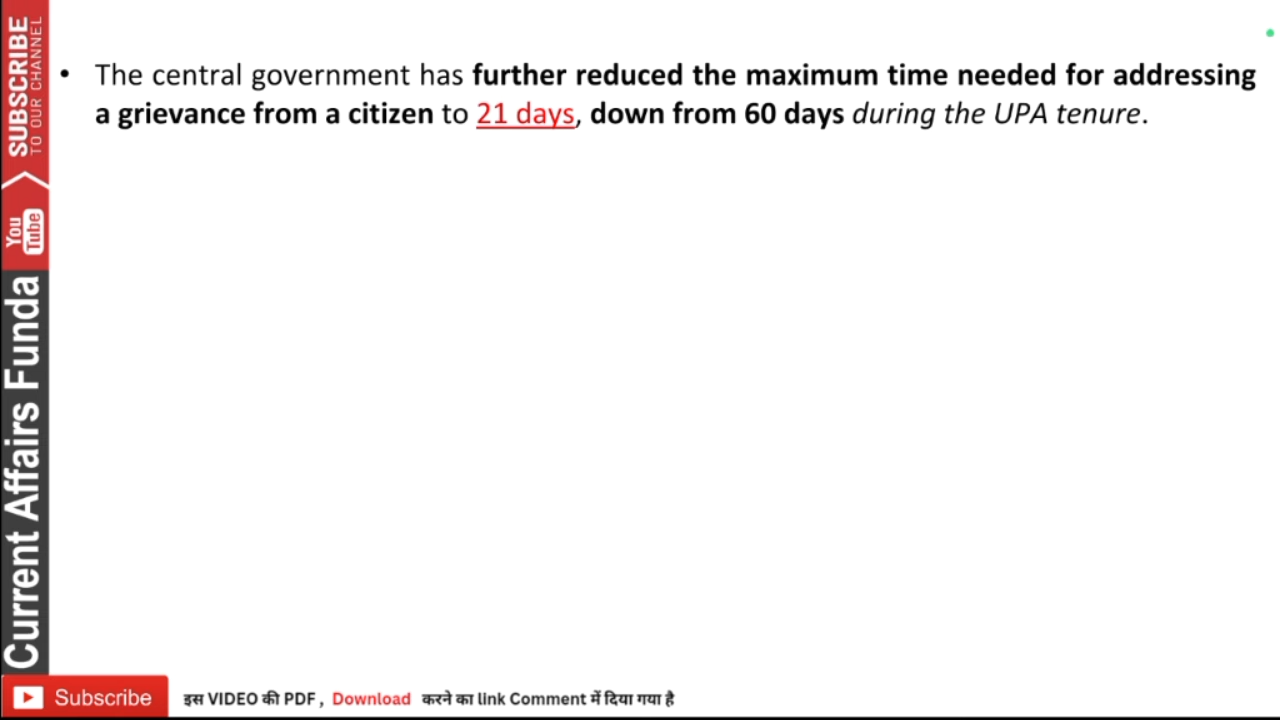 • The central government has further reduced the maximum time needed for addressing
a grievance from a citizen to 21 days, down from 60 days during the UPA tenure.
SUBSCRIBE
TO OUR CHANNEL
You
Tube
Current Affairs Funda
Subscribe
इस VIDEO की PDF, Download करने का link Comment में दिया गया है